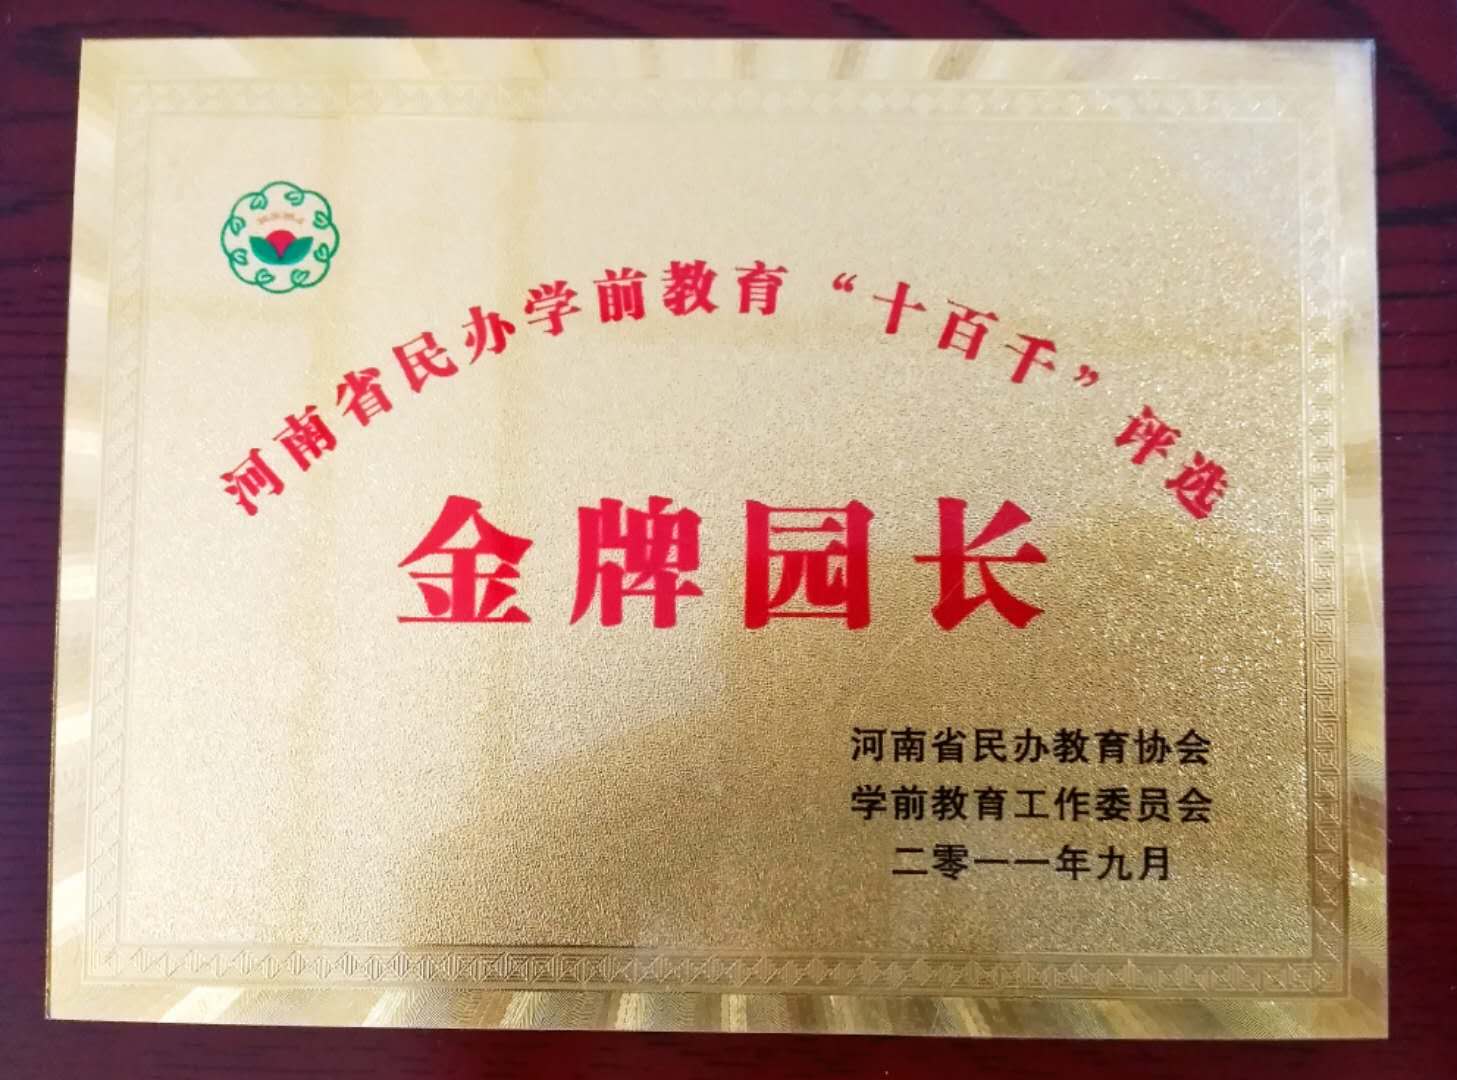 河南省民办学前教育“十百千”评选
金牌园长
河南省民办教育协会
学前教育工作委员会
二零一一年九月